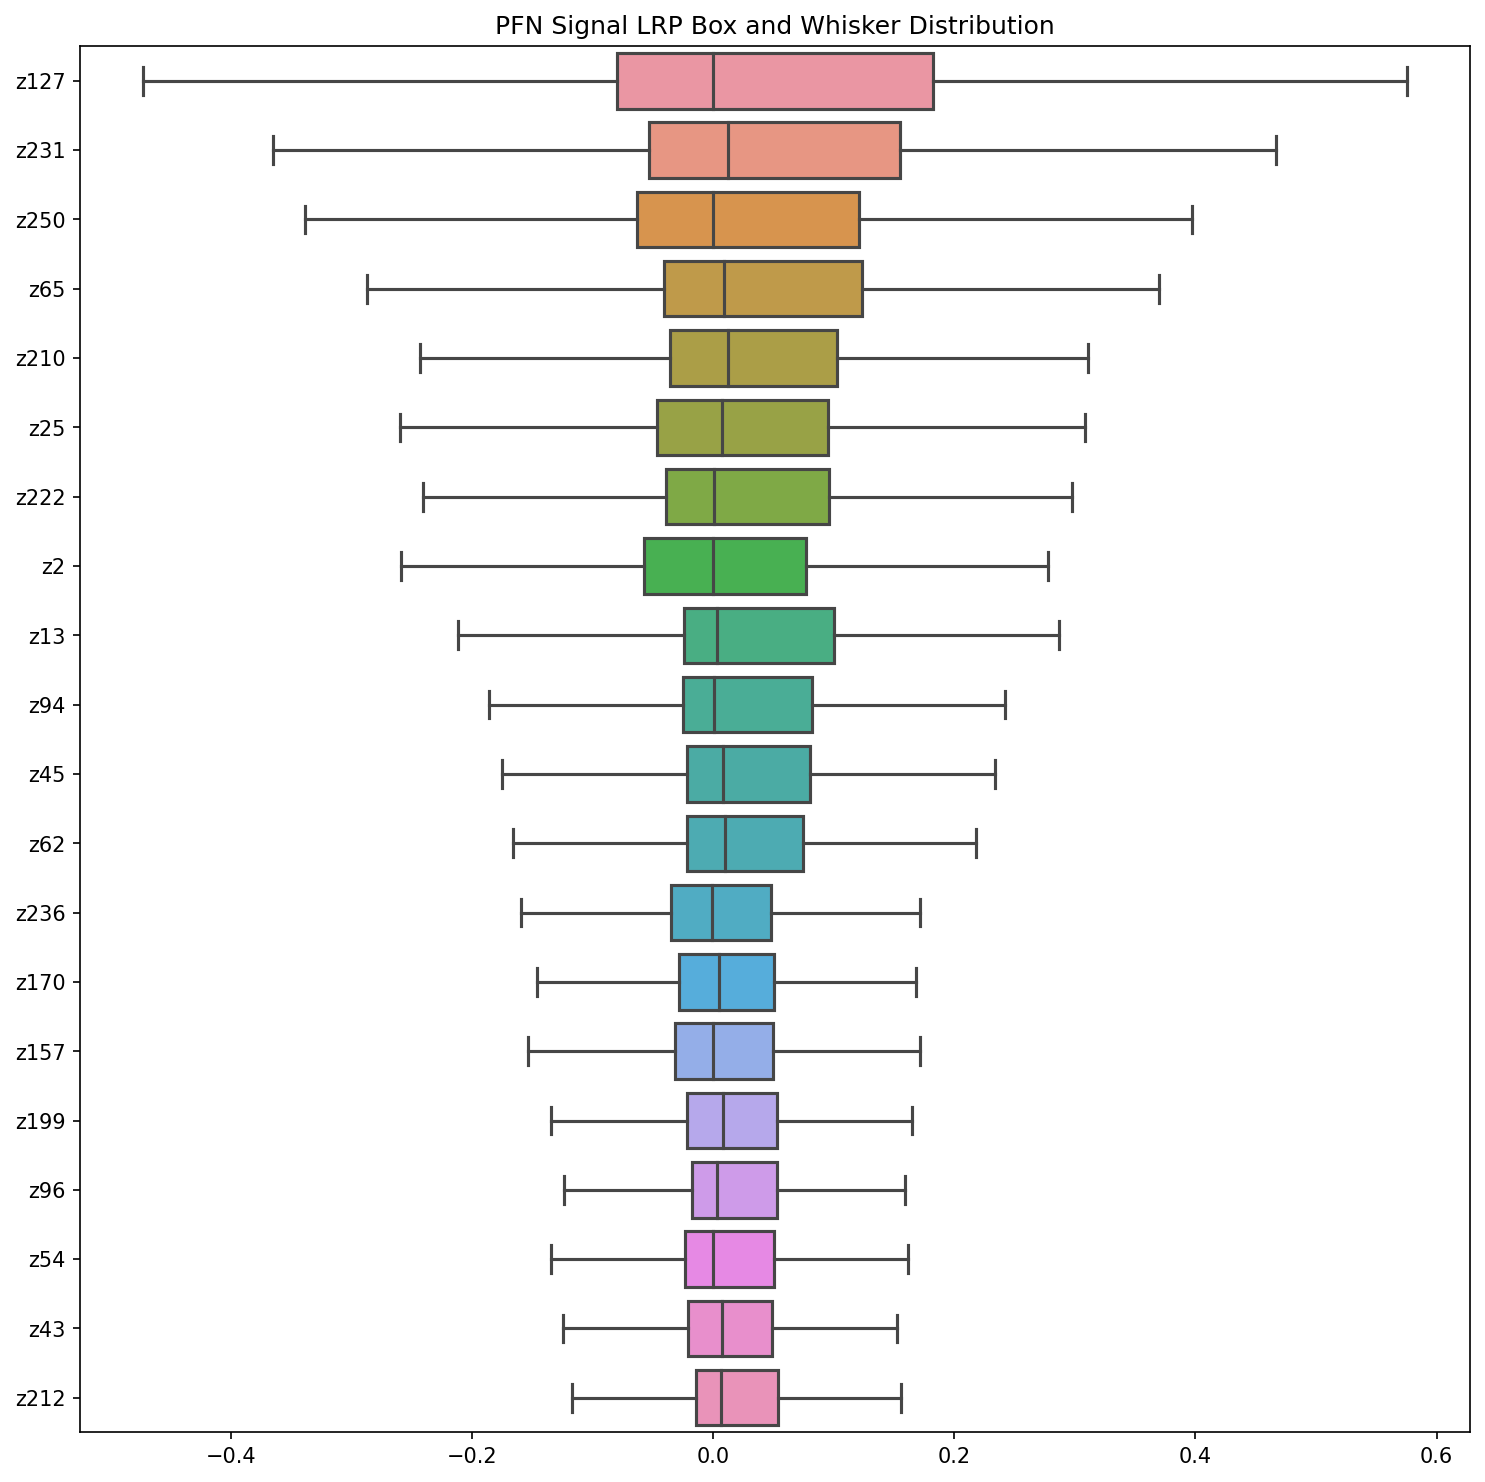 PFN Signal LRP Box and Whisker Distribution
z127
z231
z250
z65
z210
z25
z222
z2
z13
z94
z45
z62
z236
z170
z157
z199
z96
z54
z43
z212
−0.4 −0.2 0.0 0.2 0.4 0.6